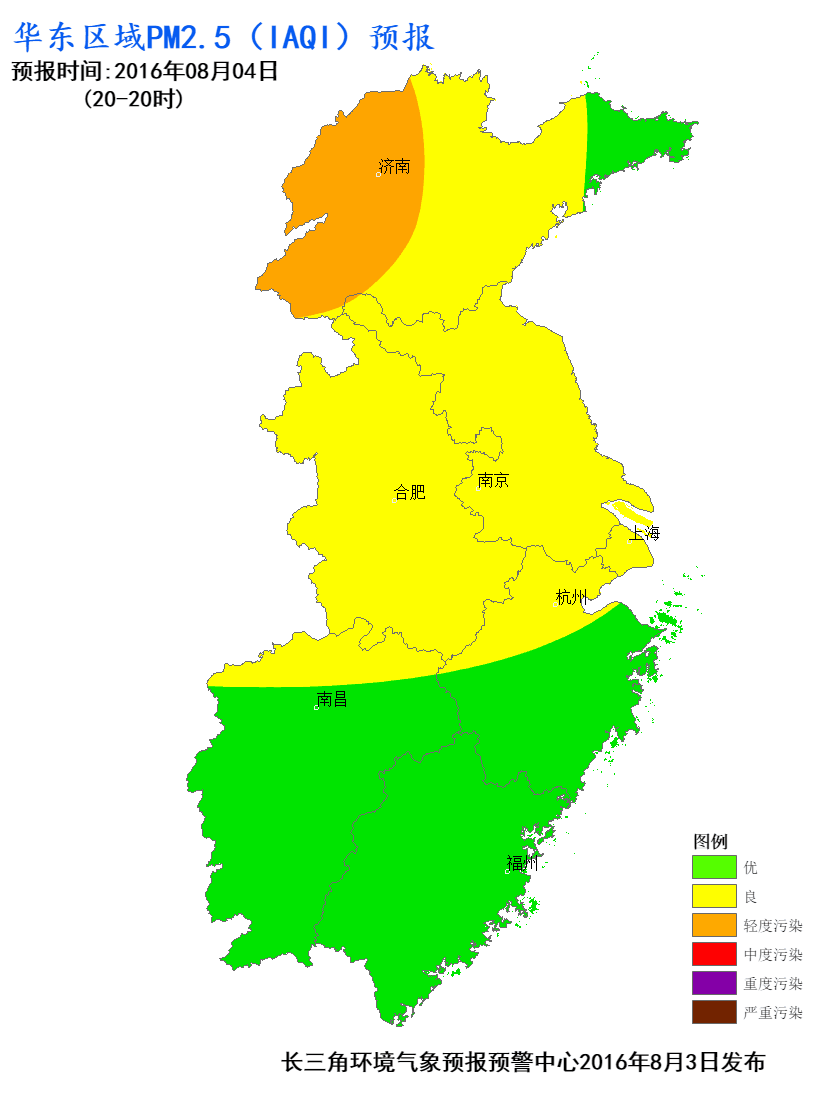 华东区域PM2.5（IAQI）预报
预报时间:2016年08月04日
(20-20时)
济南
南京
合肥
上海
杭州
南昌
福州
图例
优
良
轻度污染
中度污染
重度污染
严重污染
长三角环境气象预报预警中心2016年8月3日发布